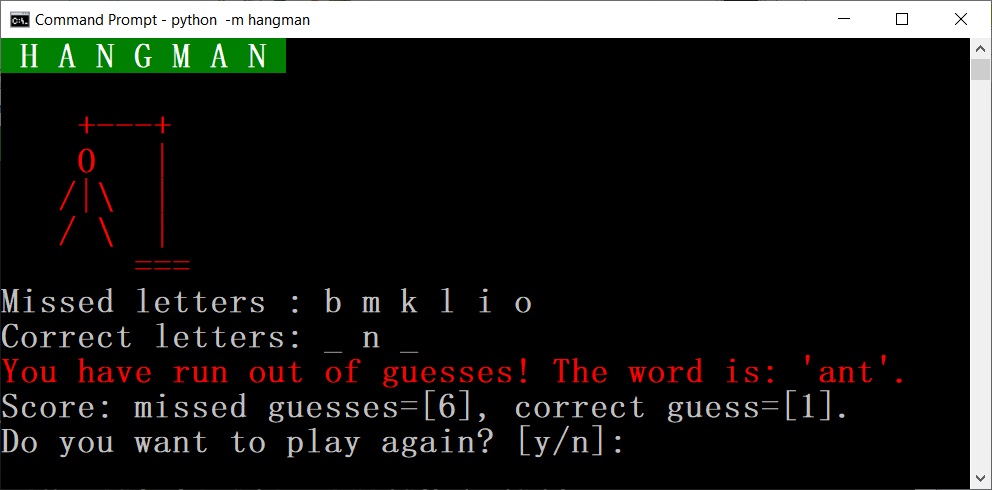 Command Prompt - python  -m hangman
H A N G M A N
+---+
O   |
/|\  |
/ \  |
===
Missed letters : b m k l i o
Correct letters: _ n _
You have run out of guesses! The word is: 'ant'.
Score: missed guesses=[6], correct guess=[1].
Do you want to play again? [y/n]: